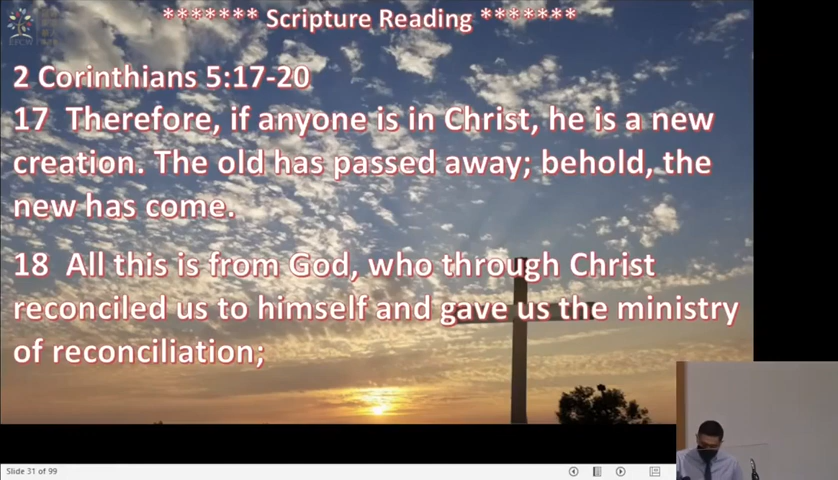 ******* Scripture Reading *******
2 Corinthians 5:17-20
17 Therefore, if anyone is in Christ, he is a new
creation. The old has passed away; behold, the
new has come.
18 All this is from God, who through Christ
reconciled us to himself and gave us the ministry
of reconciliation;
Slide 31 of 99